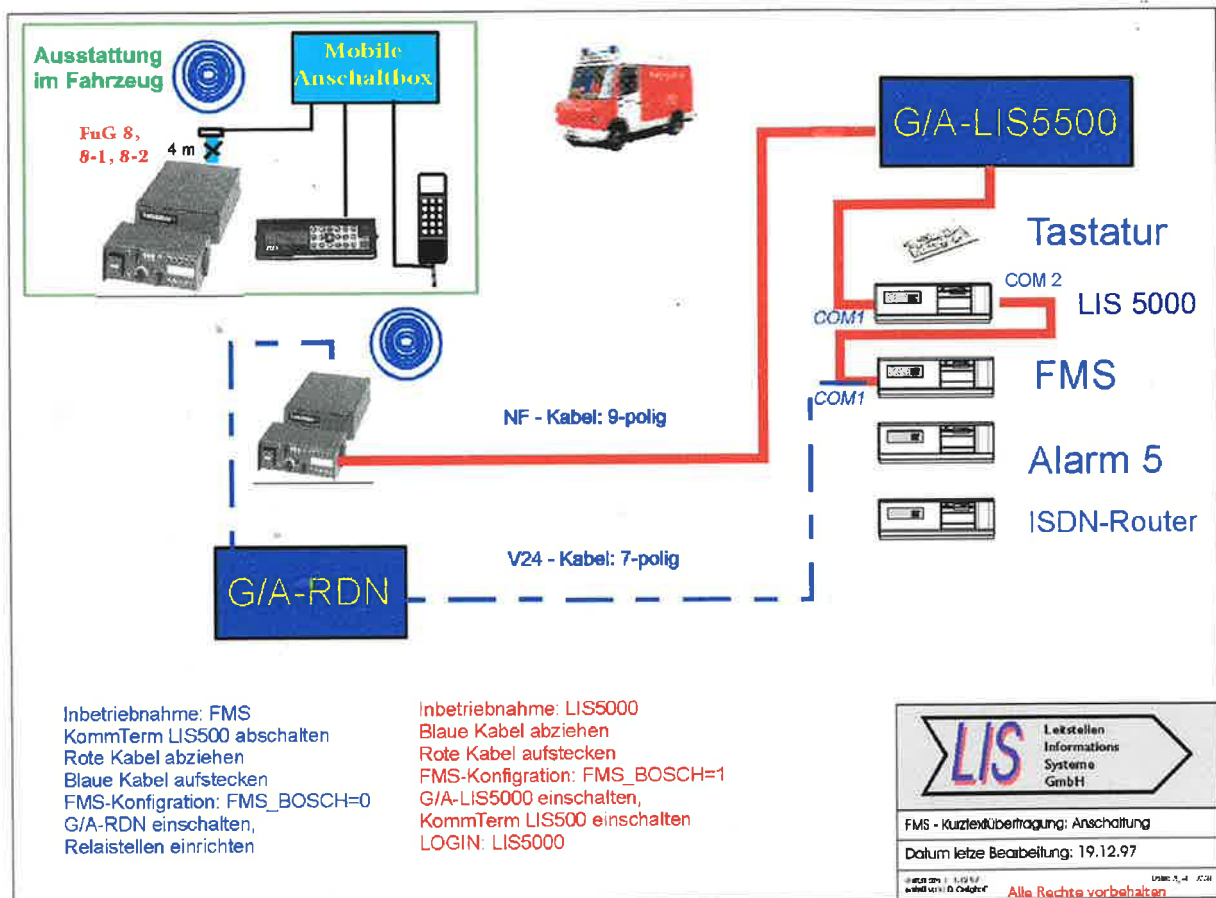 Ausstattung
im Fahrzeug
Mobile
Anschaltbox
FuG 8,
8-1, 8-2
4 m
G/A-LIS5500
Tastatur
COM 2
LIS 5000
COM1
FMS
COM1
NF - Kabel: 9-polig
Alarm 5
ISDN-Router
V24 - Kabel: 7-polig
G/A-RDN
Inbetriebnahme: FMS
KommTerm LIS500 abschalten
Rote Kabel abziehen
Blaue Kabel aufstecken
FMS-Konfigration: FMS_BOSCH=0
G/A-RDN einschalten,
Relaistellen einrichten
Inbetriebnahme: LIS5000
Blaue Kabel abziehen
Rote Kabel aufstecken
FMS-Konfigration: FMS_BOSCH=1
G/A-LIS5000 einschalten,
KommTerm LIS500 einschalten
LOGIN: LIS5000
LIS
Leitstellen
Informations
Systeme
GmbH
FMS - Kurztextübertragung: Anschaltung
Datum letze Bearbeitung: 19.12.97
Alle Rechte vorbehalten